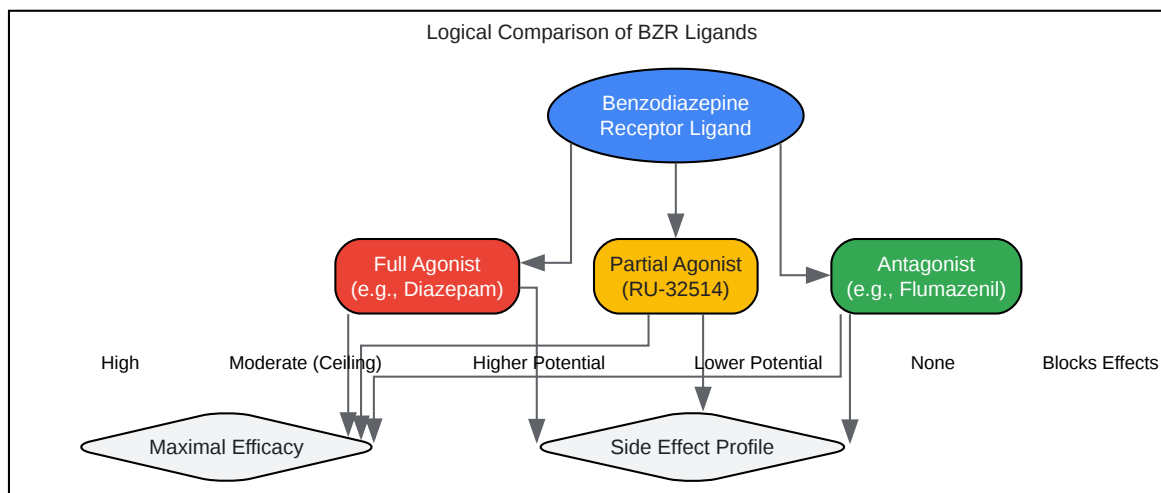 Logical Comparison of BZR Ligands
Benzodiazepine
Receptor Ligand
Full Agonist
(e.g., Diazepam)
Partial Agonist
(RU-32514)
Antagonist
(e.g., Flumazenil)
High
Moderate (Ceiling)
Higher Potential
Lower Potential
None
Blocks Effects
Maximal Efficacy
Side Effect Profile